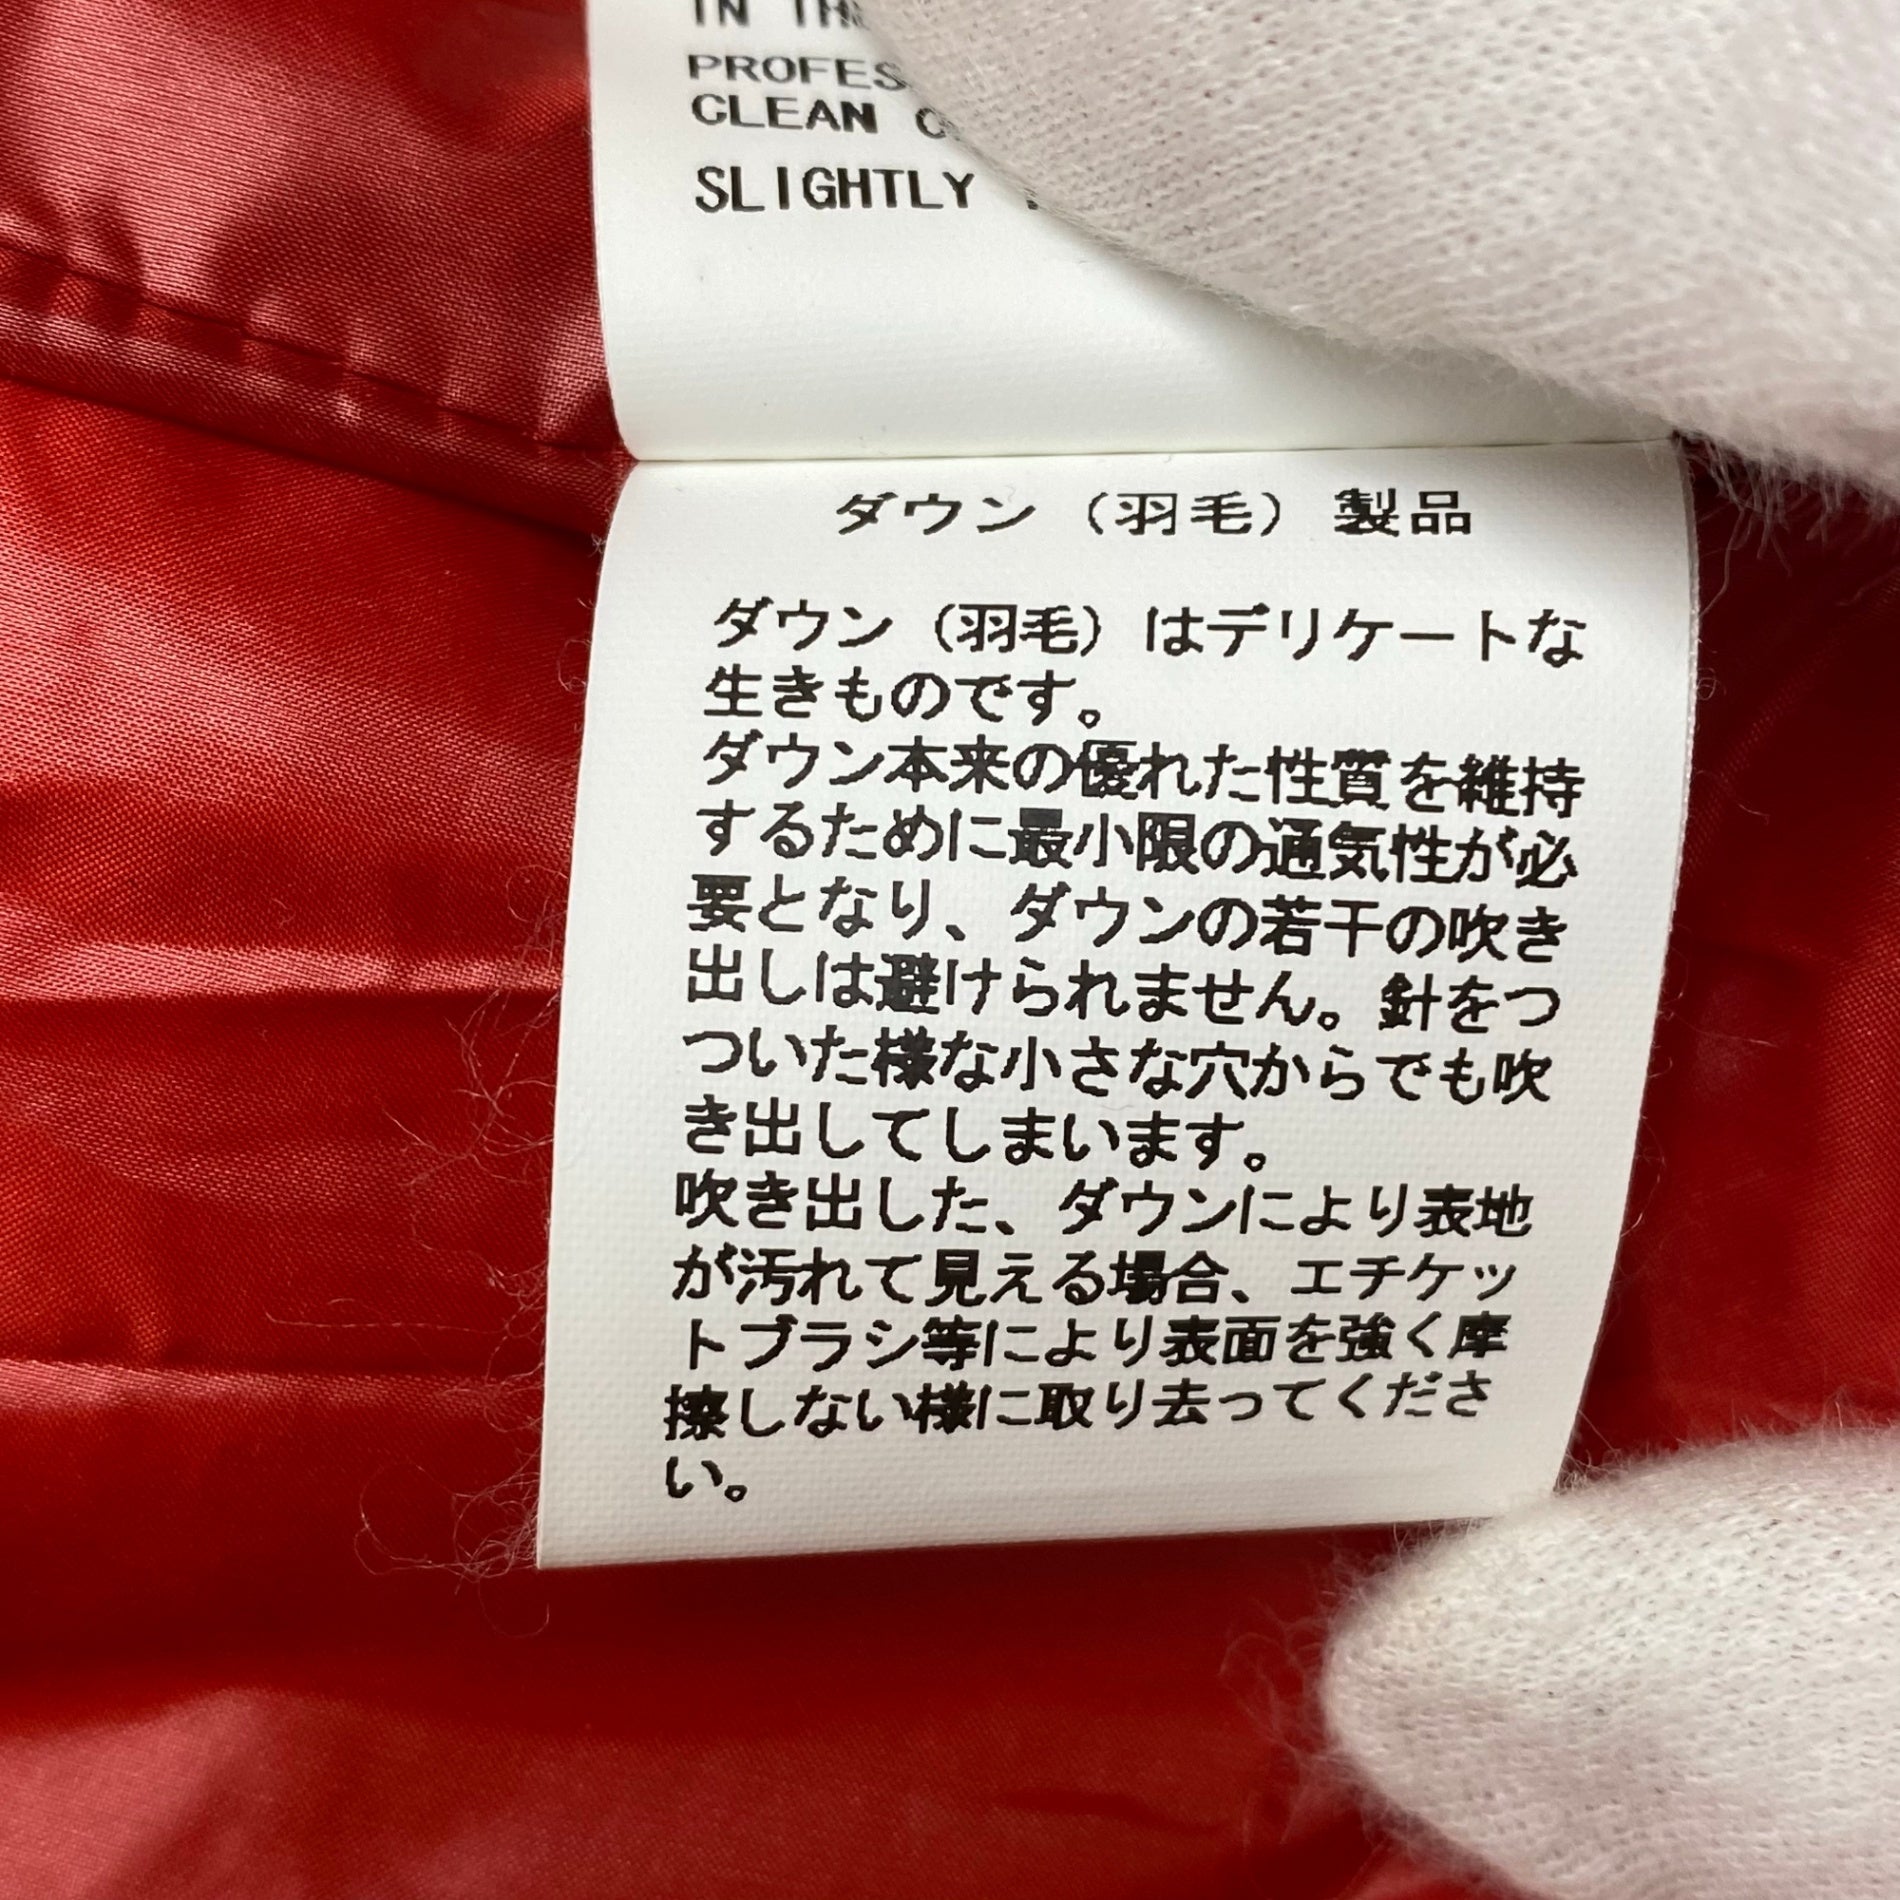 IN
CLEAN
SLIGHTLY
ダウン（羽毛）製品
ダウン（羽毛）はデリケートな
生きものです。
ダウン本来の優れた性質を維持
するために最小限の通気性が必
要となり、ダウンの若干の吹き
出しは避けられません。針をつ
ついた様な小さな穴からでも吹
き出してしまいます。
吹き出した、ダウンにより表地
が汚れて見える場合、エチケッ
トブラシ等により表面を強く摩
擦しない様に取り去ってくださ
い。